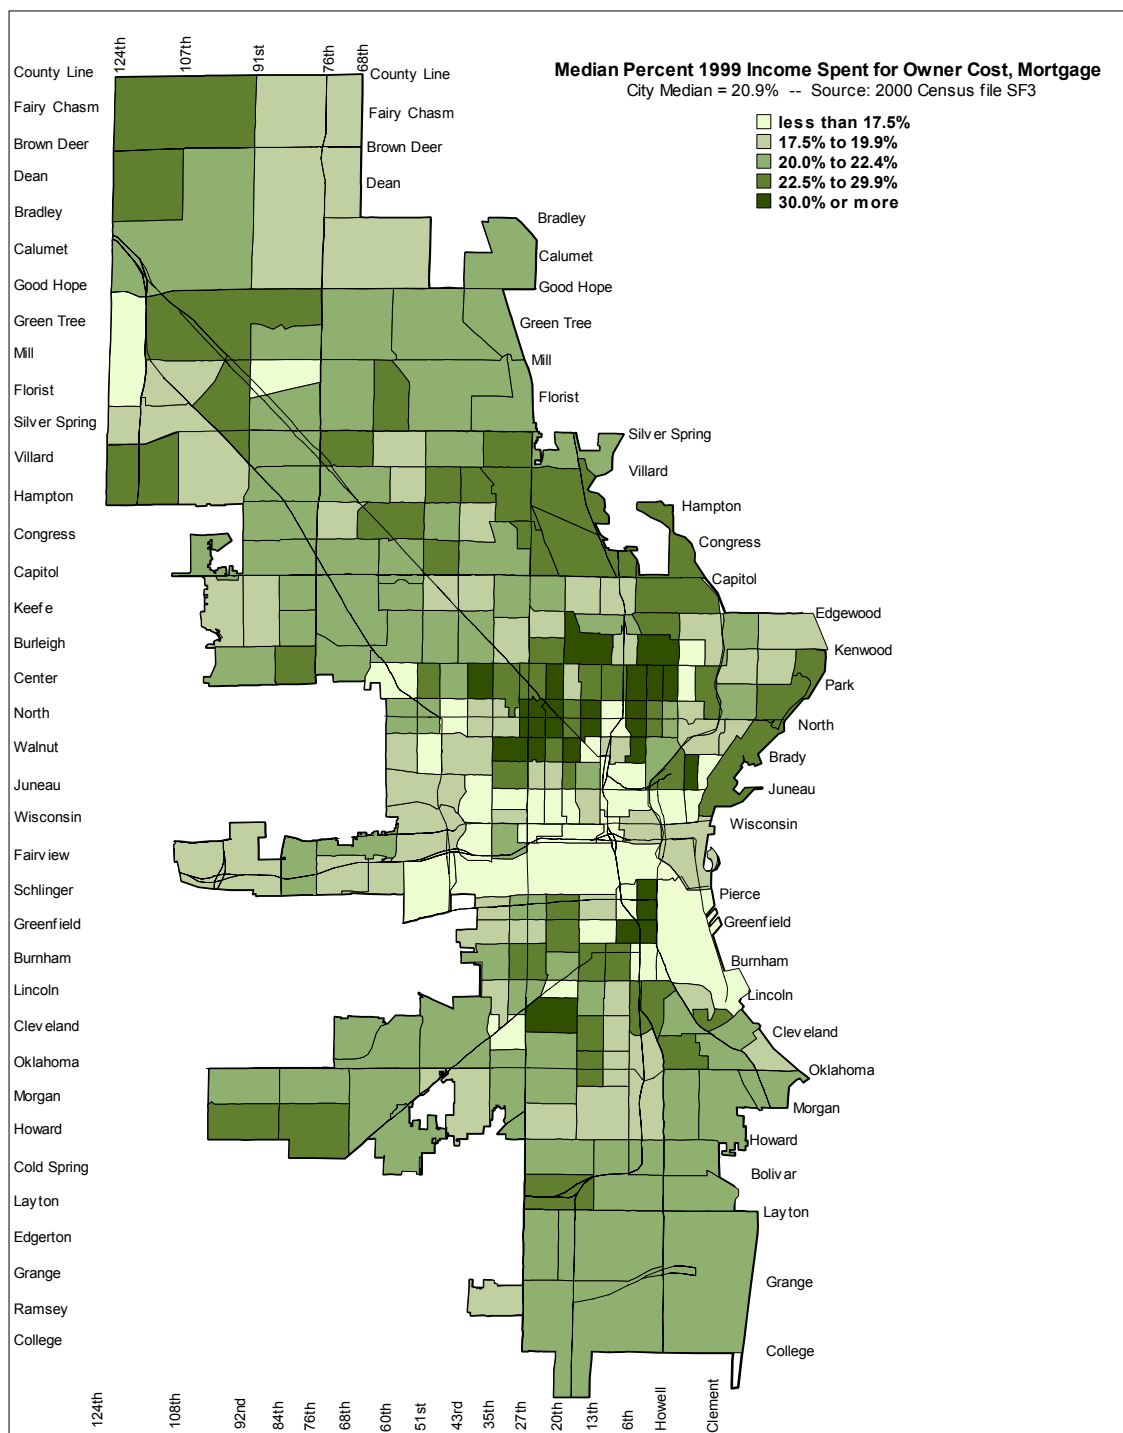 124th
107th
91st
76th
68th
Median Percent 1999 Income Spent for Owner Cost, Mortgage
City Median = 20.9% -- Source: 2000 Census file SF3
less than 17.5%
17.5% to 19.9%
20.0% to 22.4%
22.5% to 29.9%
30.0% or more
County Line
Fairy Chasm
Brown Deer
Dean
Bradley
Calumet
Good Hope
Green Tree
Mill
Florist
Silver Spring
Villard
Hampton
Congress
Capitol
Keefe
Burleigh
Center
North
Walnut
Juneau
Wisconsin
Fairview
Schlinger
Greenfield
Burnham
Lincoln
Cleveland
Oklahoma
Morgan
Howard
Cold Spring
Layton
Edgerton
Grange
Ramsey
College
County Line
Fairy Chasm
Brown Deer
Dean
Bradley
Calumet
Good Hope
Green Tree
Mill
Florist
Silver Spring
Villard
Hampton
Congress
Capitol
Edgewood
Kenwood
Park
North
Brady
Juneau
Wisconsin
Pierce
Greenfield
Burnham
Lincoln
Cleveland
Oklahoma
Morgan
Howard
Bolivar
Layton
Grange
College
124th
108th
92nd
84th
76th
68th
60th
51st
43rd
35th
27th
20th
13th
6th
Howell
Clement